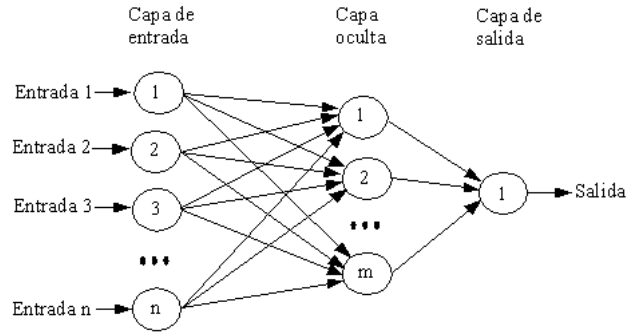 Capa de
entrada
Capa
oculta
Capa de
salida
Entrada 1
1
Entrada 2
2
Entrada 3
3
...
Entrada n
n
1
2
...
m
1
Salida